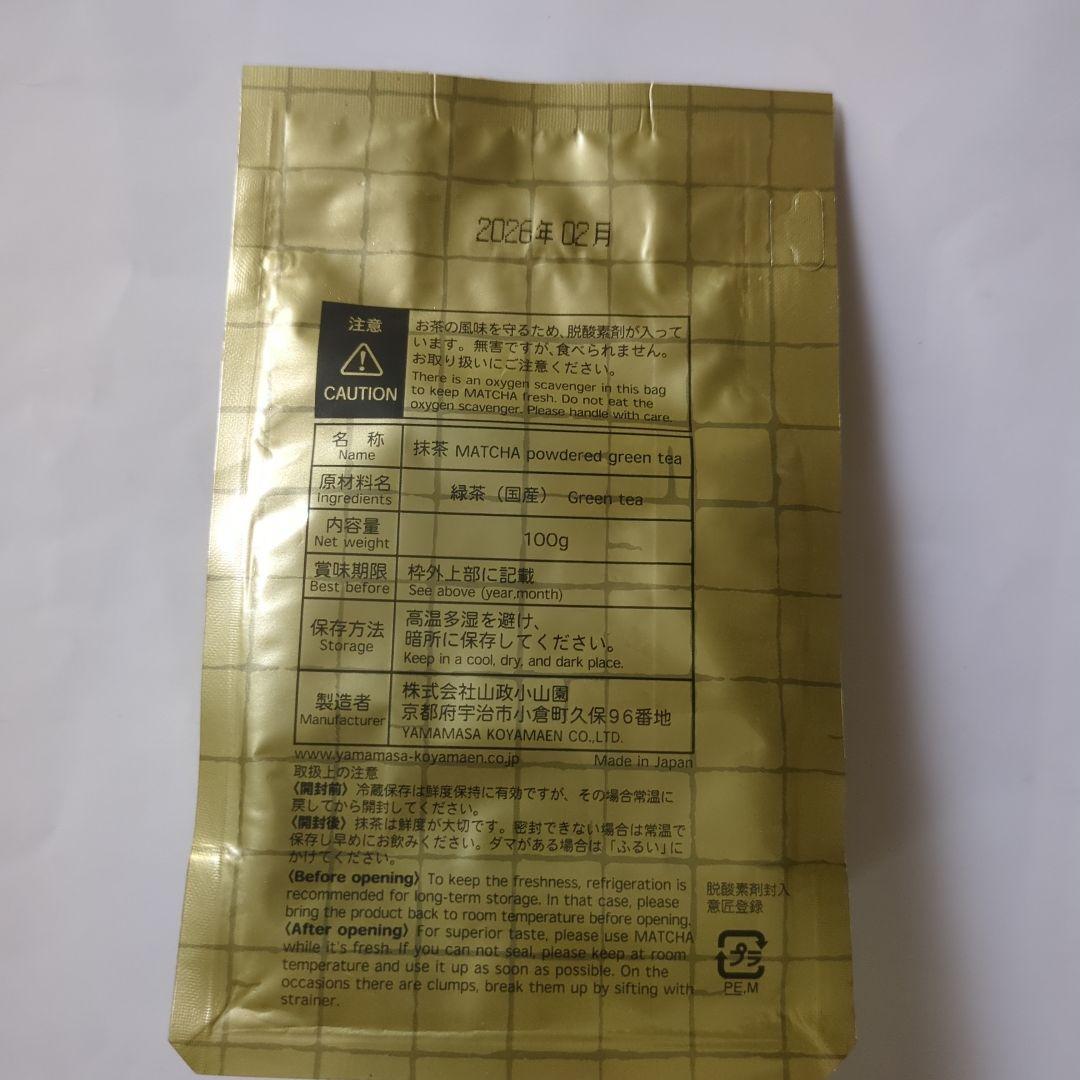 2026年 02月
注意
CAUTION
お茶の風味を守るため、脱酸素剤が入って
います。無害ですが、食べられません。
お取り扱いにご注意ください。
There is an oxygen scavenger in this bag
to keep MATCHA fresh. Do not eat the
oxygen scavenger. Please handle with care.
名 称
Name
抹茶 MATCHA powdered green tea
原材料名
Ingredients
緑茶（国産） Green tea
内容量
Net weight
100g
賞味期限
Best before
枠外上部に記載
See above (year,month)
保存方法
Storage
高温多湿を避け、
暗所に保存してください。
Keep in a cool, dry, and dark place.
製造者
Manufacturer
株式会社山政小山園
京都府宇治市小倉町久保96番地
YAMAMASA KOYAMAEN CO.,LTD.
www.yamamasa-koyamaen.co.jp Made in Japan
取扱上の注意
〈開封前〉冷蔵保存は鮮度保持に有効ですが、その場合常温に
戻してから開封してください。
〈開封後〉抹茶は鮮度が大切です。密封できない場合は常温で
保存し早めにお飲みください。ダマがある場合は「ふるい」に
かけてください。
〈Before opening〉To keep the freshness, refrigeration is
recommended for long-term storage. In that case, please
bring the product back to room temperature before opening.
〈After opening〉For superior taste, please use MATCHA
while it's fresh. If you can not seal, please keep at room
temperature and use it up as soon as possible. On the
occasions there are clumps, break them up by sifting with
strainer.
脱酸素剤封入
意匠登録
プラ
PE,M